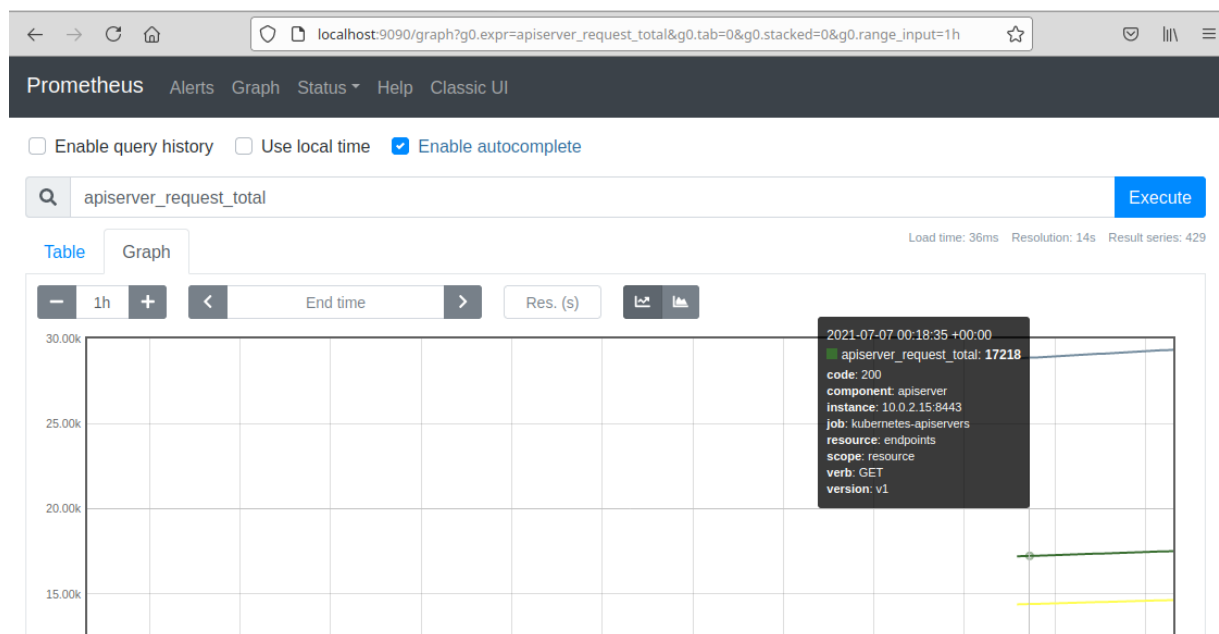 localhost:9090/graph?g0.expr=apiserver_request_total&g0.tab=0&g0.stacked=0&g0.range_input=1h
Prometheus Alerts Graph Status Help Classic UI
Enable query history Use local time Enable autocomplete
apiserver_request_total Execute
Load time: 36ms Resolution: 14s Result series: 429
Table Graph
1h End time Res. (s)
30.00k
2021-07-07 00:18:35 +00:00
apiserver_request_total: 17218
code: 200
component: apiserver
instance: 10.0.2.15:8443
job: kubernetes-apiservers
resource: endpoints
scope: resource
verb: GET
version: v1
25.00k
20.00k
15.00k